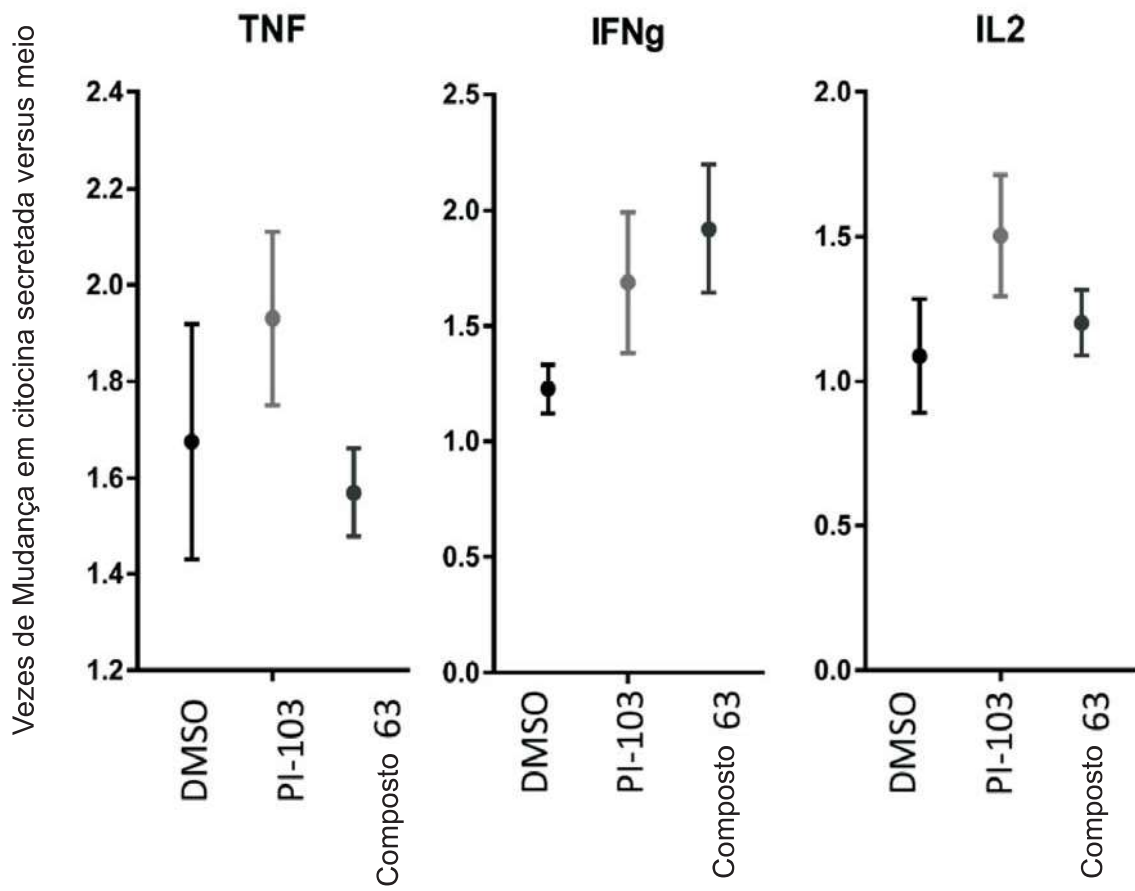 Vezes de Mudança em citocina secretada versus meio
TNF
2.4
2.2
2.0
1.8
1.6
1.4
1.2
DMSO
PI-103
Composto 63
IFNg
2.5
2.0
1.5
1.0
0.5
0.0
DMSO
PI-103
Composto 63
IL2
2.0
1.5
1.0
0.5
0.0
DMSO
PI-103
Composto 63